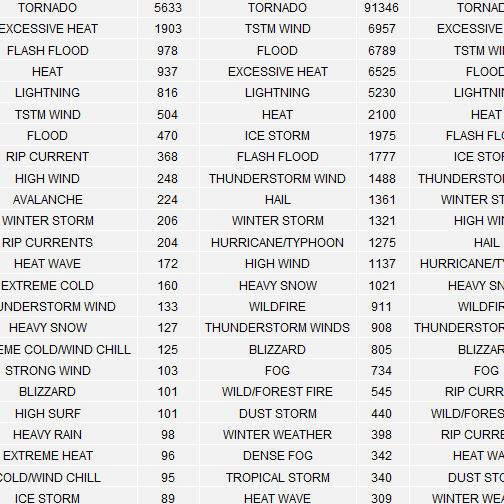 TORNADO 5633 TORNADO 91346 TORNAD
EXCESSIVE HEAT 1903 TSTM WIND 6957 EXCESSIVE
FLASH FLOOD 978 FLOOD 6789 TSTM WI
HEAT 937 EXCESSIVE HEAT 6525 FLOOD
LIGHTNING 816 LIGHTNING 5230 LIGHTNI
TSTM WIND 504 HEAT 2100 HEAT
FLOOD 470 ICE STORM 1975 FLASH FLO
RIP CURRENT 368 FLASH FLOOD 1777 ICE STO
HIGH WIND 248 THUNDERSTORM WIND 1488 THUNDERSTO
AVALANCHE 224 HAIL 1361 WINTER ST
WINTER STORM 206 WINTER STORM 1321 HIGH WI
RIP CURRENTS 204 HURRICANE/TYPHOON 1275 HAIL
HEAT WAVE 172 HIGH WIND 1137 HURRICANE/T
EXTREME COLD 160 HEAVY SNOW 1021 HEAVY SN
UNDERSTORM WIND 133 WILDFIRE 911 WILDFIR
HEAVY SNOW 127 THUNDERSTORM WINDS 908 THUNDERSTOR
EME COLD/WIND CHILL 125 BLIZZARD 805 BLIZZAR
STRONG WIND 103 FOG 734 FOG
BLIZZARD 101 WILD/FOREST FIRE 545 RIP CURR
HIGH SURF 101 DUST STORM 440 WILD/FORES
HEAVY RAIN 98 WINTER WEATHER 398 RIP CURRE
EXTREME HEAT 96 DENSE FOG 342 HEAT WA
COLD/WIND CHILL 95 TROPICAL STORM 340 DUST STO
ICE STORM 89 HEAT WAVE 309 WINTER WEA